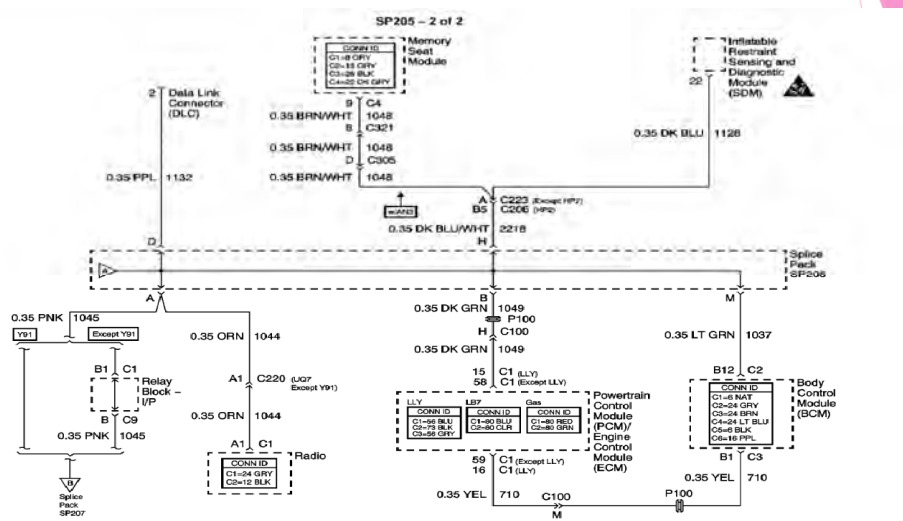 SP205 – 2 of 2
CONN ID
C1=8 GRY
C2=15 GRY
C3=26 BLK
C4=20 DK GRY
Memory
Seat
Module
Inflatable
Restraint
Sensing and
Diagnostic
Module
(SDM)
22
2
Data Link
Connector
(DLC)
9 C4
0.35 BRN/WHT 1048
8 C321
0.35 BRN/WHT 1048
D C305
0.35 BRN/WHT 1048
0.35 DK BLU 1128
0.35 PPL 1132
w/AN3
A C223 (Except HP2)
B5 C206 (HP2)
0.35 DK BLU/WHT 2218
D
H
A
Splice
Pack
SP206
A
B
M
0.35 PNK 1045
Y91
Except Y91
0.35 ORN 1044
0.35 DK GRN 1049
P100
H C100
0.35 DK GRN 1049
0.35 LT GRN 1037
B1 C1
Relay
Block –
I/P
B C9
0.35 PNK 1045
A1 C220 (UQ7
Except Y91)
0.35 ORN 1044
A1 C1
CONN ID
C1=24 GRY
C2=12 BLK
Radio
B
Splice
Pack
SP207
15 C1 (LLY)
58 C1 (Except LLY)
LLY
CONN ID
C1=56 BLU
C2=73 BLK
C3=56 GRY
LB7
CONN ID
C1=80 BLU
C2=80 CLR
Gas
CONN ID
C1=80 RED
C2=80 GRN
Powertrain
Control
Module
(PCM)/
Engine
Control
Module
(ECM)
59 C1 (Except LLY)
16 C1 (LLY)
B12 C2
CONN ID
C1=6 NAT
C2=24 GRY
C3=24 BRN
C4=24 LT BLU
C5=6 BLK
C6=16 PPL
Body
Control
Module
(BCM)
B1 C3
0.35 YEL 710
C100
M
P100
0.35 YEL 710